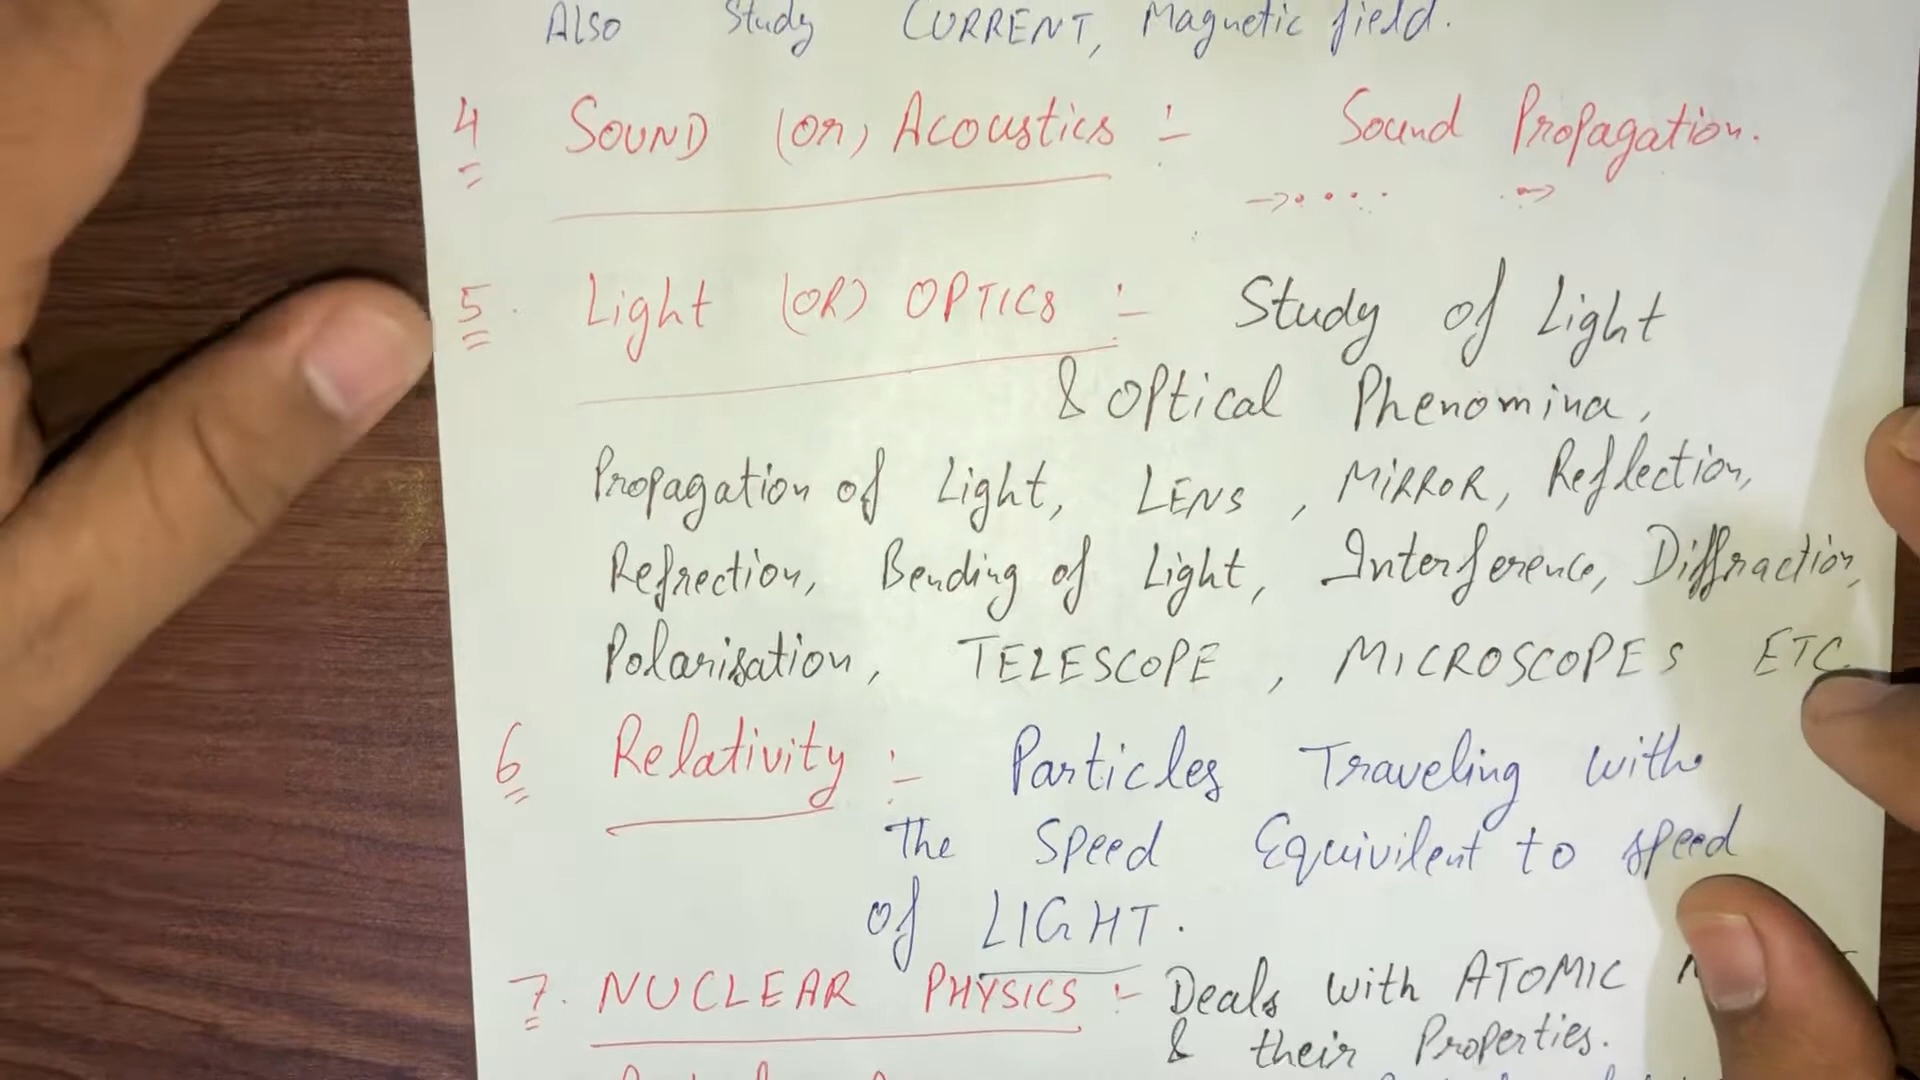 Also Study CURRENT, Magnetic field.
4 SOUND (or) Acoustics :- Sound Propagation.
5. Light (OR) OPTICS :- Study of Light
& Optical Phenomina,
Propagation of Light, LENS, MIRROR, Reflection,
Refrection, Bending of Light, Interference, Diffraction,
Polarisation, TELESCOPE, MICROSCOPES ETC.
6 Relativity :- Particles Traveling with
The Speed Equivilent to speed
of LIGHT.
7. NUCLEAR PHYSICS :- Deals with ATOMIC
& their Properties.